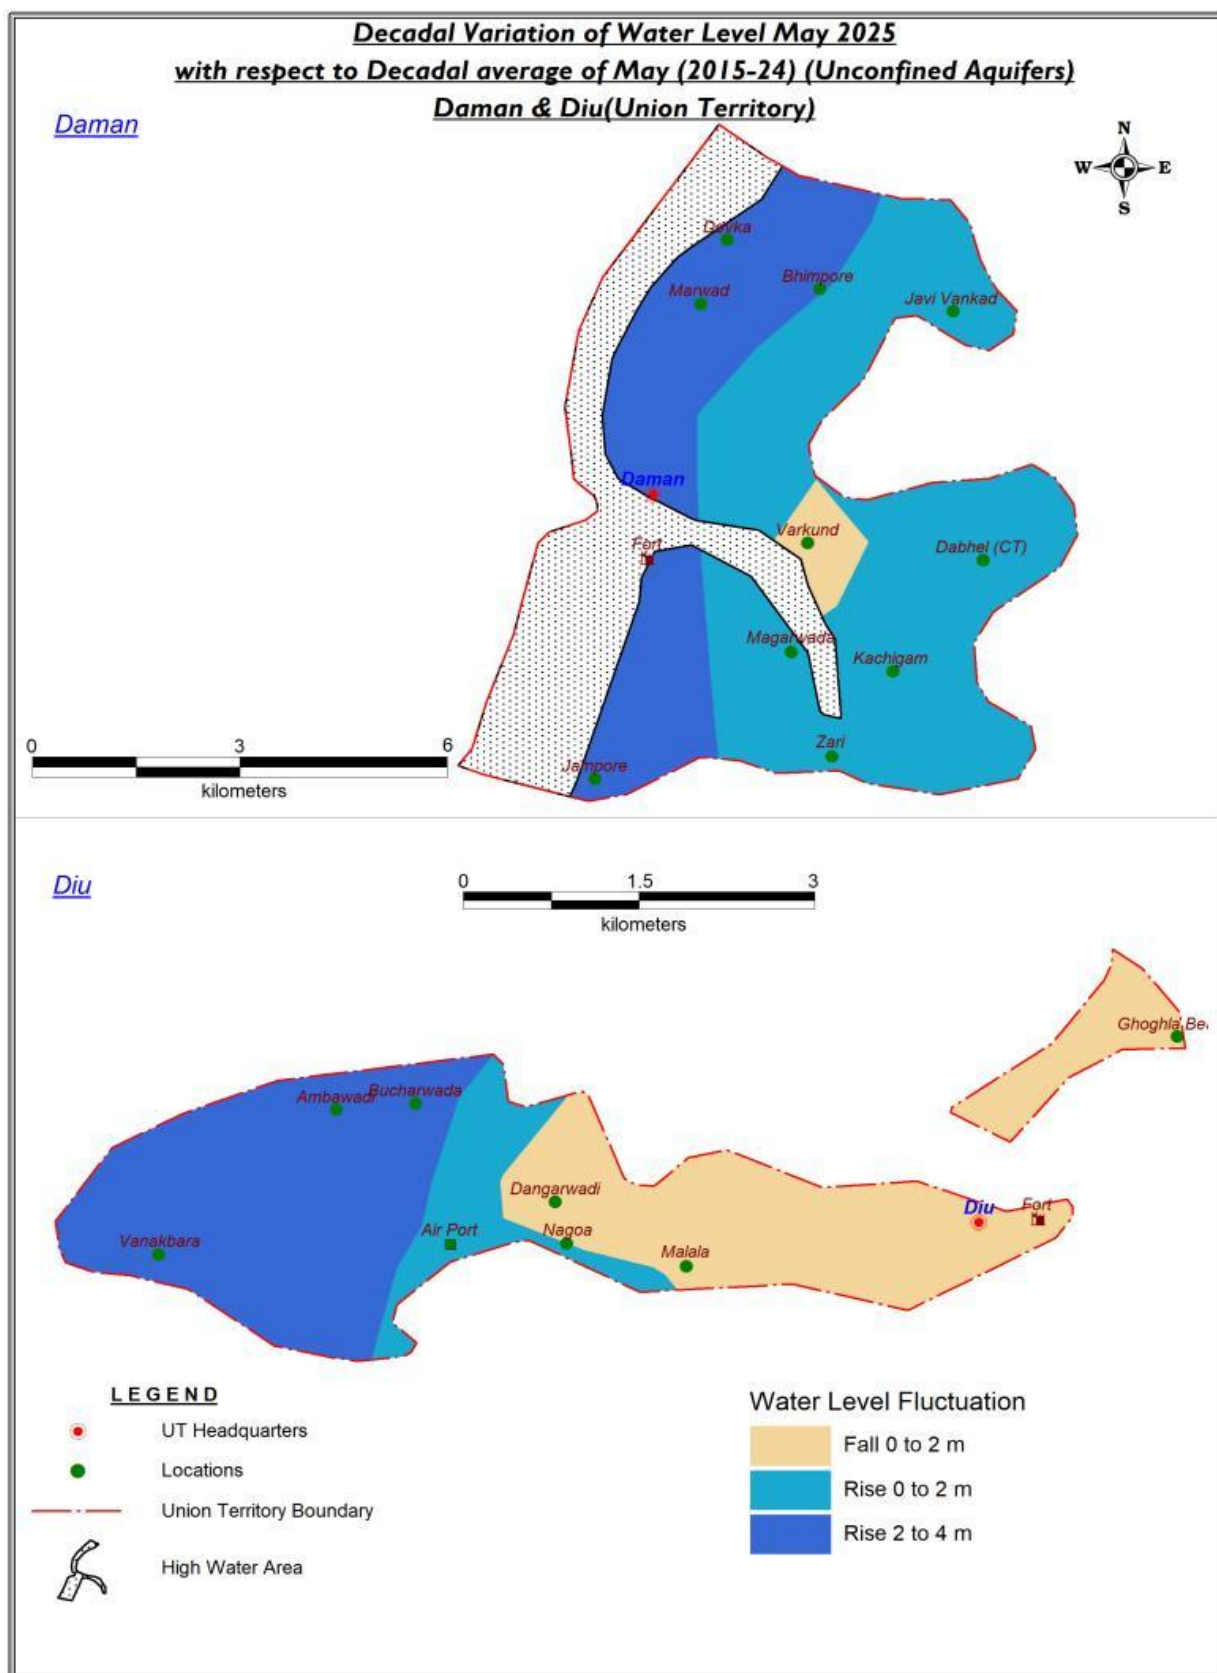 Decadal Variation of Water Level May 2025
with respect to Decadal average of May (2015-24) (Unconfined Aquifers)
Daman & Diu(Union Territory)
Daman
N
W E
S
Devka
Bhimpore
Marwad
Javi Vankad
Daman
Varkund
Fort
Dabhel (CT)
Magarwada
Kachigam
Zari
Jampore
0 3 6
kilometers
Diu
0 1.5 3
kilometers
Ghoghla Be
Ambawadi
Bucharwada
Dangarwadi
Diu
Fort
Air Port
Nagoa
Vanakbara
Malala
LEGEND
UT Headquarters
Locations
Union Territory Boundary
High Water Area
Water Level Fluctuation
Fall 0 to 2 m
Rise 0 to 2 m
Rise 2 to 4 m